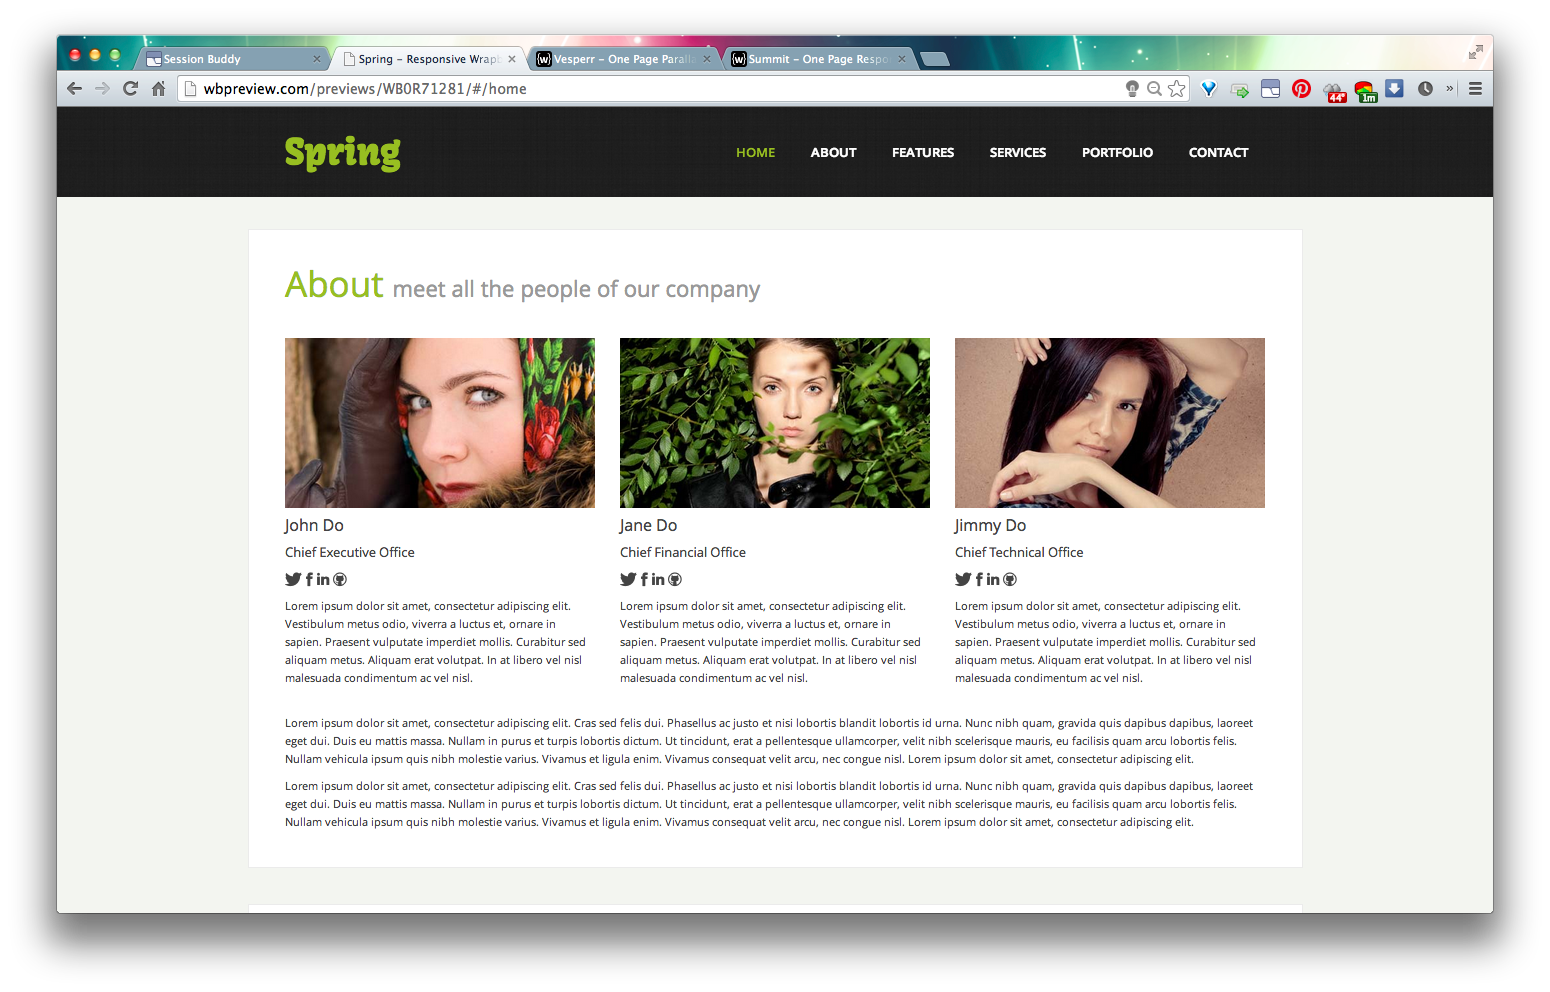 Session Buddy
Spring – Responsive Wrap
Vesperr – One Page Paralla
Summit – One Page Respo
wbpreview.com/previews/WB0R71281/#/home
44°
1m
»
Spring
HOME ABOUT FEATURES SERVICES PORTFOLIO CONTACT
About meet all the people of our company
John Do
Chief Executive Office
Lorem ipsum dolor sit amet, consectetur adipiscing elit.
Vestibulum metus odio, viverra a luctus et, ornare in
sapien. Praesent vulputate imperdiet mollis. Curabitur sed
aliquam metus. Aliquam erat volutpat. In at libero vel nisl
malesuada condimentum ac vel nisl.
Jane Do
Chief Financial Office
Lorem ipsum dolor sit amet, consectetur adipiscing elit.
Vestibulum metus odio, viverra a luctus et, ornare in
sapien. Praesent vulputate imperdiet mollis. Curabitur sed
aliquam metus. Aliquam erat volutpat. In at libero vel nisl
malesuada condimentum ac vel nisl.
Jimmy Do
Chief Technical Office
Lorem ipsum dolor sit amet, consectetur adipiscing elit.
Vestibulum metus odio, viverra a luctus et, ornare in
sapien. Praesent vulputate imperdiet mollis. Curabitur sed
aliquam metus. Aliquam erat volutpat. In at libero vel nisl
malesuada condimentum ac vel nisl.
Lorem ipsum dolor sit amet, consectetur adipiscing elit. Cras sed felis dui. Phasellus ac justo et nisi lobortis blandit lobortis id urna. Nunc nibh quam, gravida quis dapibus dapibus, laoreet
eget dui. Duis eu mattis massa. Nullam in purus et turpis lobortis dictum. Ut tincidunt, erat a pellentesque ullamcorper, velit nibh scelerisque mauris, eu facilisis quam arcu lobortis felis.
Nullam vehicula ipsum quis nibh molestie varius. Vivamus et ligula enim. Vivamus consequat velit arcu, nec congue nisl. Lorem ipsum dolor sit amet, consectetur adipiscing elit.
Lorem ipsum dolor sit amet, consectetur adipiscing elit. Cras sed felis dui. Phasellus ac justo et nisi lobortis blandit lobortis id urna. Nunc nibh quam, gravida quis dapibus dapibus, laoreet
eget dui. Duis eu mattis massa. Nullam in purus et turpis lobortis dictum. Ut tincidunt, erat a pellentesque ullamcorper, velit nibh scelerisque mauris, eu facilisis quam arcu lobortis felis.
Nullam vehicula ipsum quis nibh molestie varius. Vivamus et ligula enim. Vivamus consequat velit arcu, nec congue nisl. Lorem ipsum dolor sit amet, consectetur adipiscing elit.